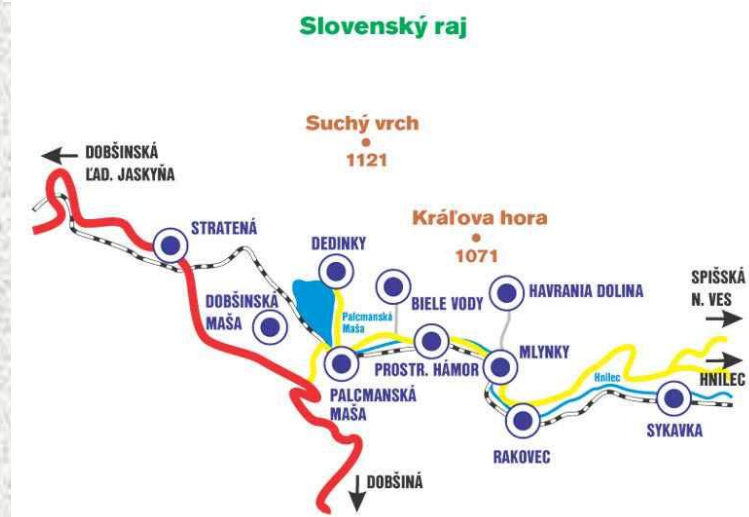 Slovenský raj
Suchý vrch
1121
DOBŠINSKÁ
ĽAD. JASKYŇA
Kráľova hora
1071
STRATENÁ
DEDINKY
SPIŠSKÁ
N. VES
HAVRANIA DOLINA
BIELE VODY
DOBŠINSKÁ
MAŠA
Palcmanská
Maša
MLYNKY
PROSTR. HÁMOR
HNILEC
Hnilec
PALCMANSKÁ
MAŠA
SYKAVKA
RAKOVEC
DOBŠINÁ